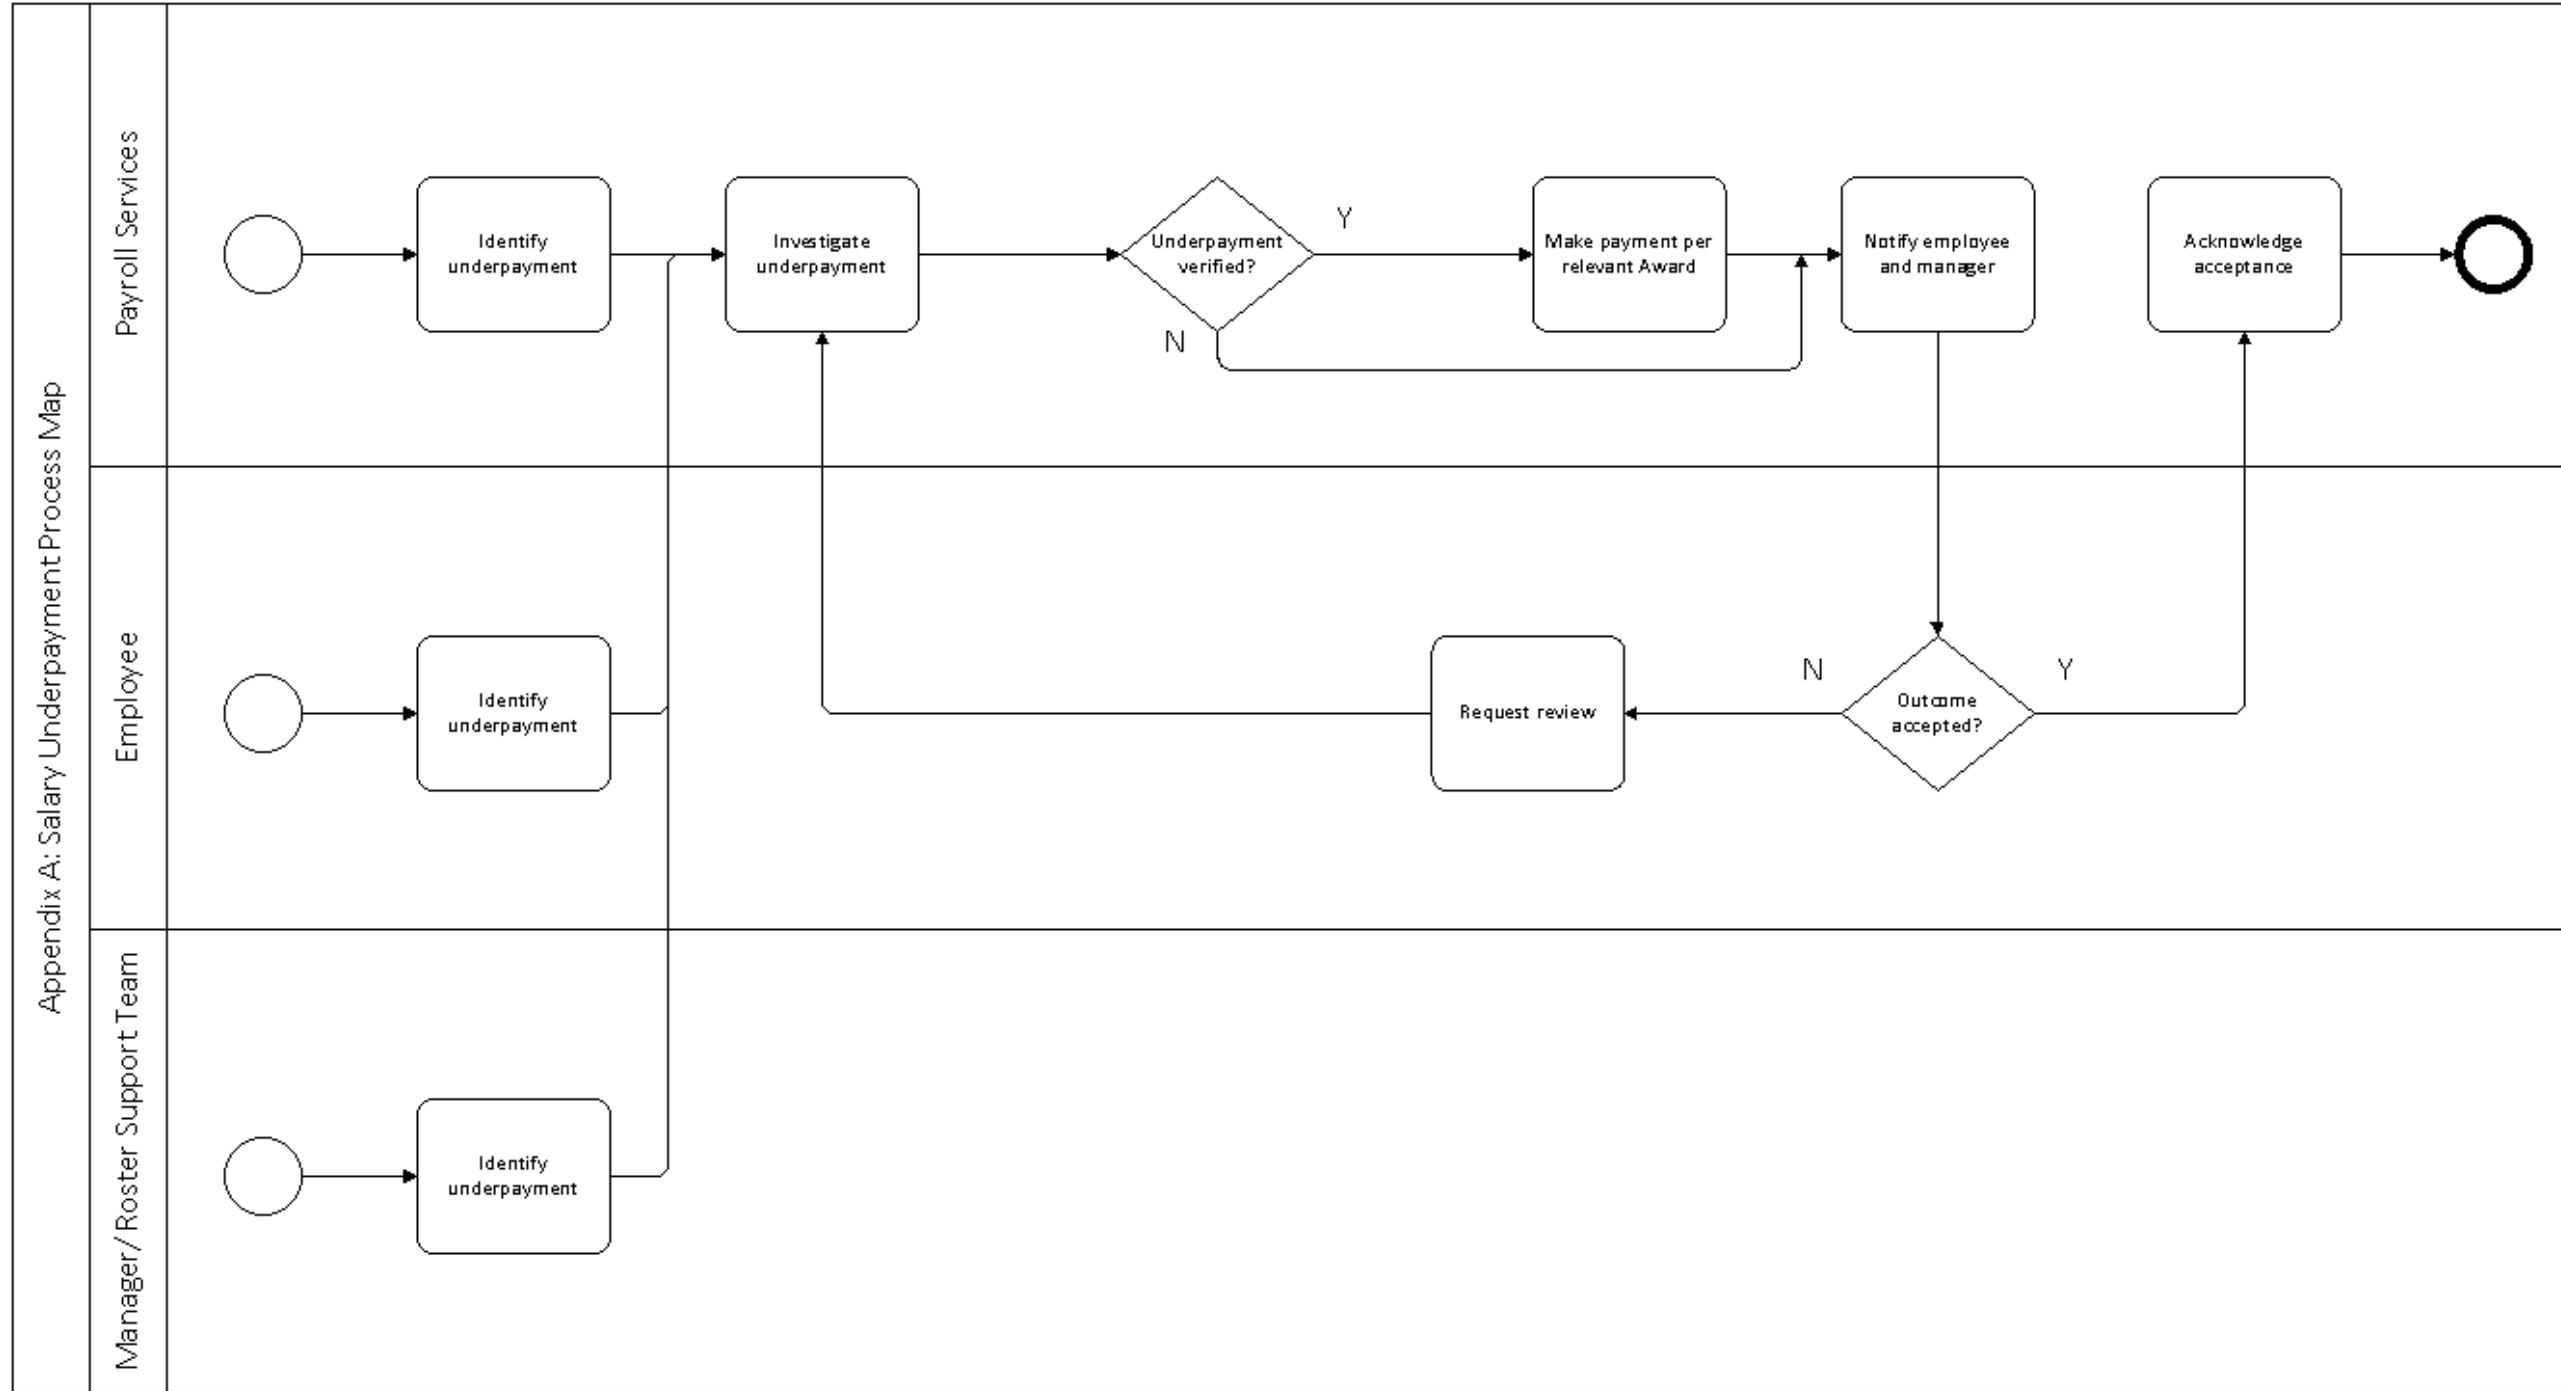 Appendix A: Salary Underpayment Process Map
Payroll Services
Identify
underpayment
Investigate
underpayment
Underpayment
verified?
Y
N
Make payment per
relevant Award
Notify employee
and manager
Acknowledge
acceptance
Employee
Identify
underpayment
Request review
N
Outcome
accepted?
Y
Manager/Roster Support Team
Identify
underpayment